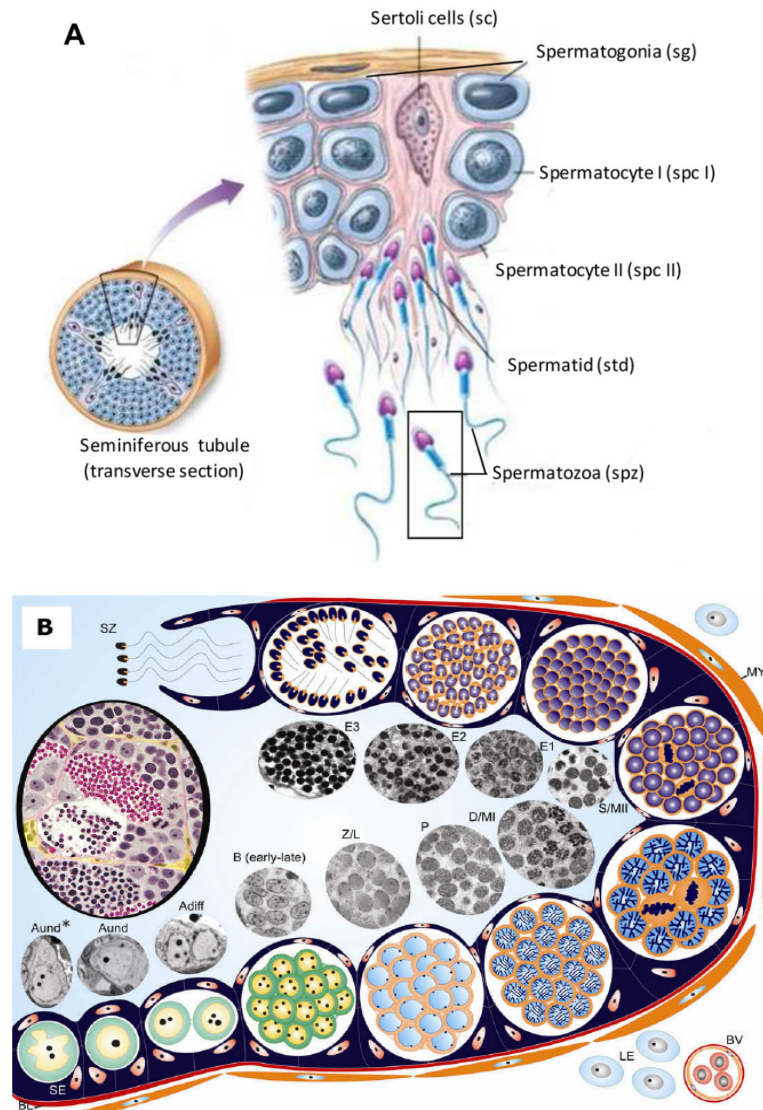 A
Sertoli cells (sc)
Spermatogonia (sg)
Spermatocyte I (spc I)
Spermatocyte II (spc II)
Spermatid (std)
Seminiferous tubule
(transverse section)
Spermatozoa (spz)
B
SZ
MY
E3
E2
E1
S/MII
D/MI
P
Z/L
B (early-late)
Adiff
Aund
Aund*
SE
BL
LE
BV